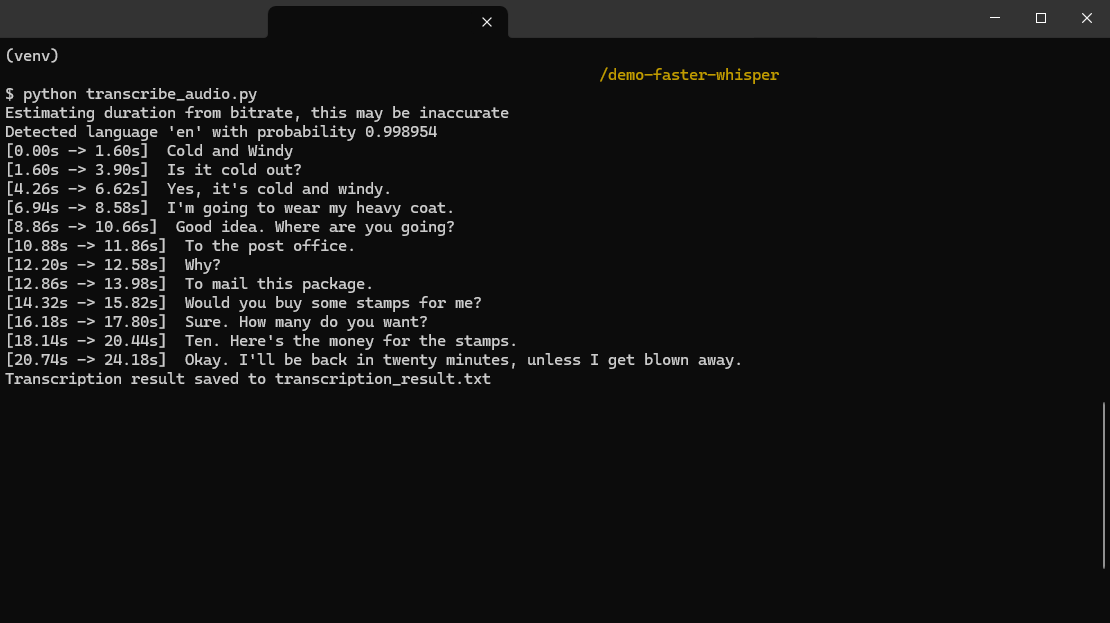 (venv)
/demo-faster-whisper
$ python transcribe_audio.py
Estimating duration from bitrate, this may be inaccurate
Detected language 'en' with probability 0.998954
[0.00s -> 1.60s]  Cold and Windy
[1.60s -> 3.90s]  Is it cold out?
[4.26s -> 6.62s]  Yes, it's cold and windy.
[6.94s -> 8.58s]  I'm going to wear my heavy coat.
[8.86s -> 10.66s]  Good idea. Where are you going?
[10.88s -> 11.86s]  To the post office.
[12.20s -> 12.58s]  Why?
[12.86s -> 13.98s]  To mail this package.
[14.32s -> 15.82s]  Would you buy some stamps for me?
[16.18s -> 17.80s]  Sure. How many do you want?
[18.14s -> 20.44s]  Ten. Here's the money for the stamps.
[20.74s -> 24.18s]  Okay. I'll be back in twenty minutes, unless I get blown away.
Transcription result saved to transcription_result.txt